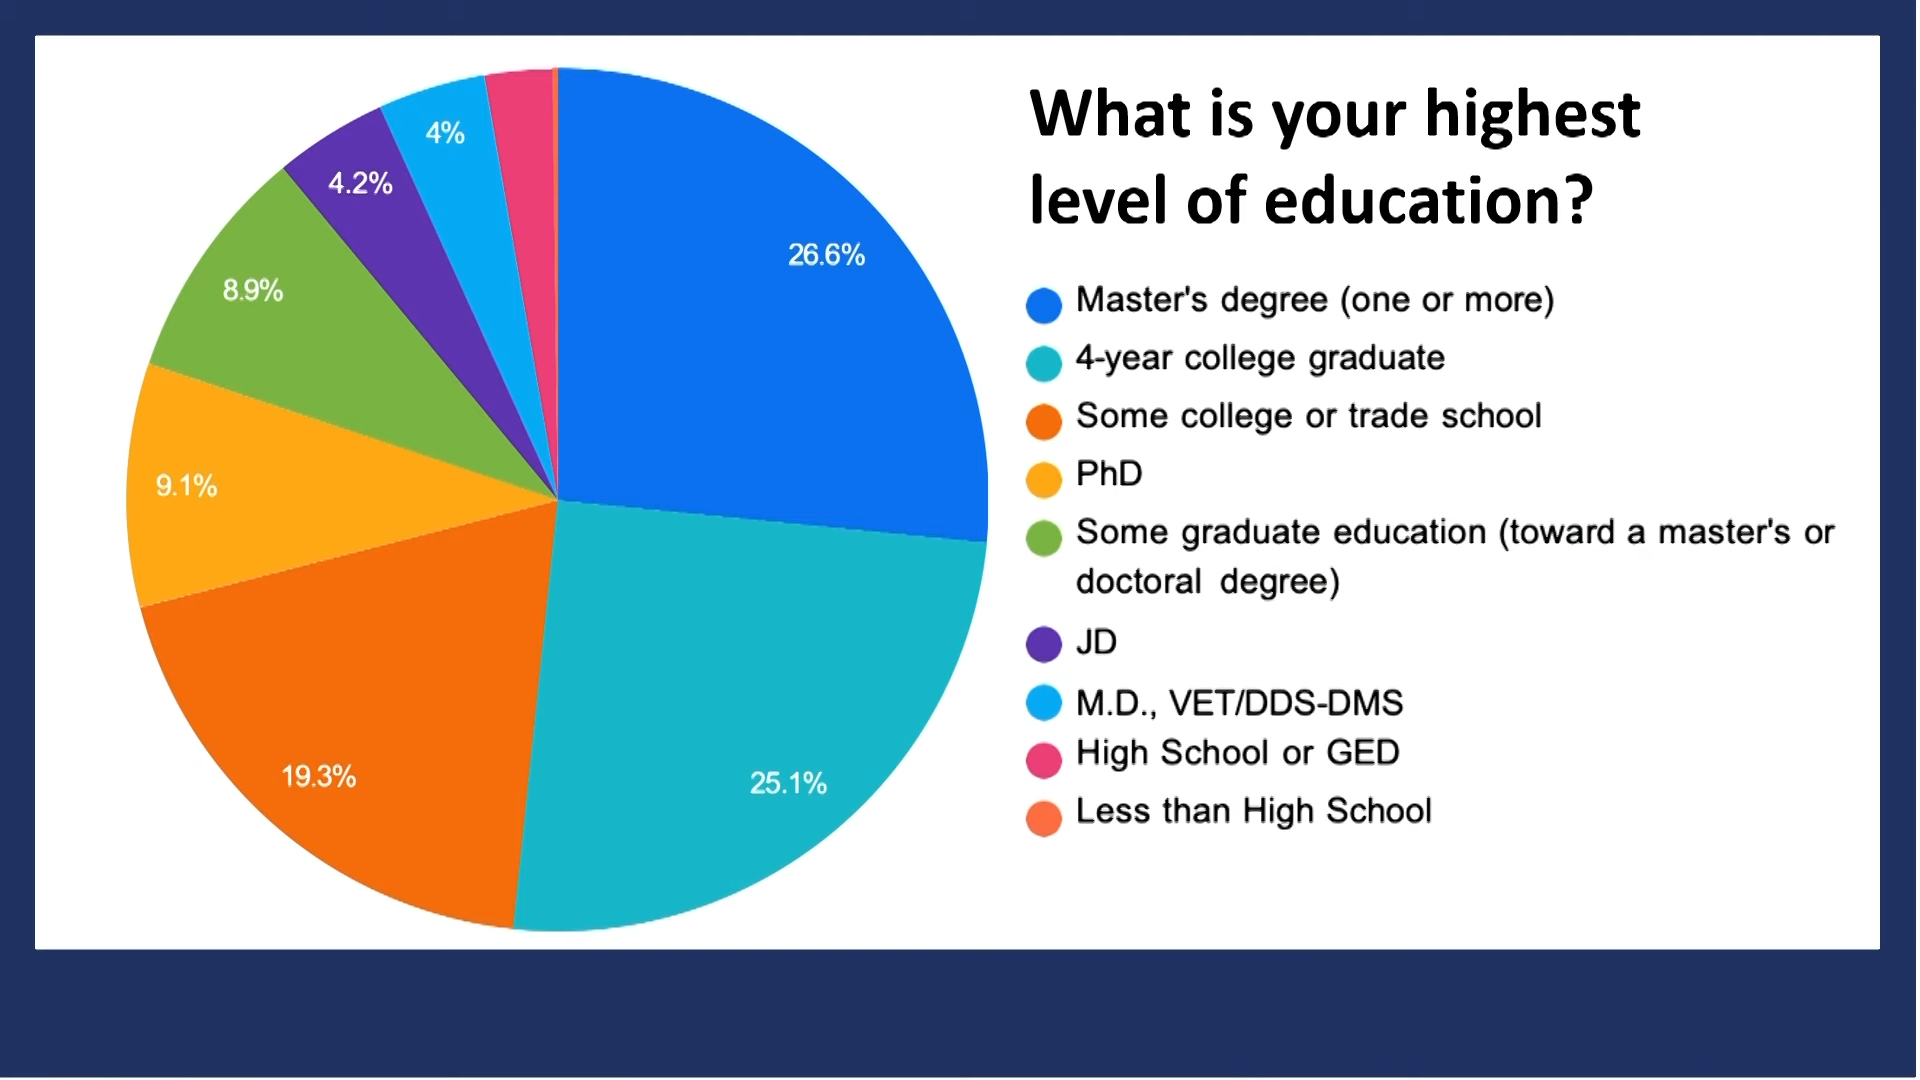 What is your highest
level of education?
26.6%
25.1%
19.3%
9.1%
8.9%
4.2%
4%
Master's degree (one or more)
4-year college graduate
Some college or trade school
PhD
Some graduate education (toward a master's or
doctoral degree)
JD
M.D., VET/DDS-DMS
High School or GED
Less than High School